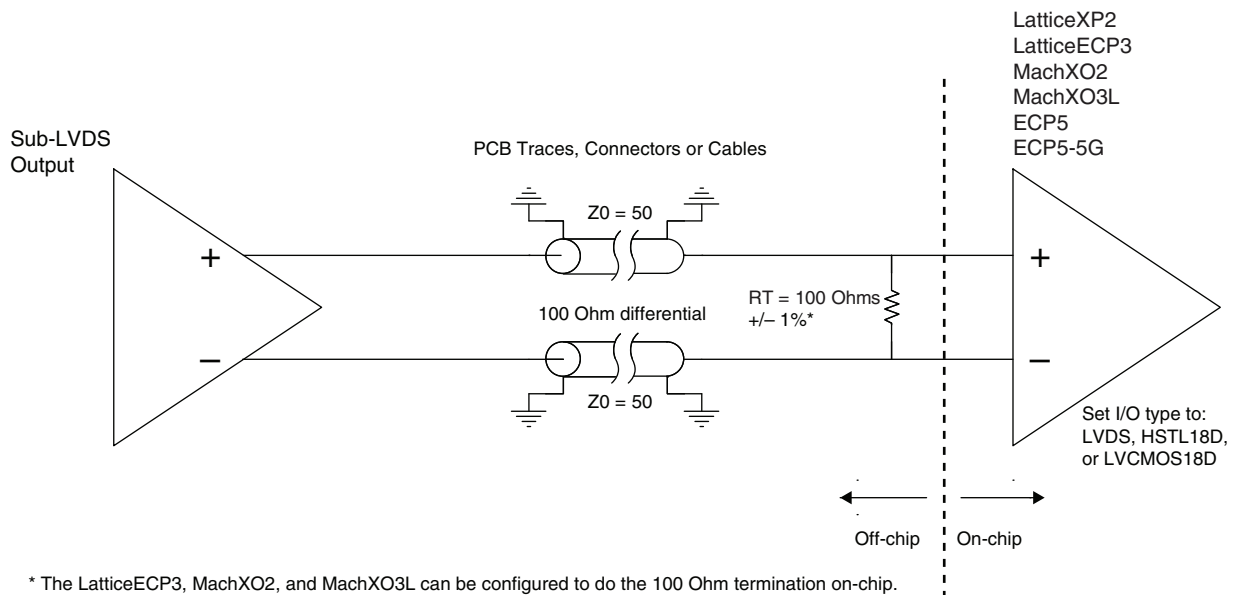 LatticeXP2
LatticeECP3
MachXO2
MachXO3L
ECP5
ECP5-5G
Sub-LVDS
Output
PCB Traces, Connectors or Cables
Z0 = 50
+
+
RT = 100 Ohms
+/– 1%*
100 Ohm differential
–
–
Z0 = 50
Set I/O type to:
LVDS, HSTL18D,
or LVCMOS18D
Off-chip
On-chip
* The LatticeECP3, MachXO2, and MachXO3L can be configured to do the 100 Ohm termination on-chip.